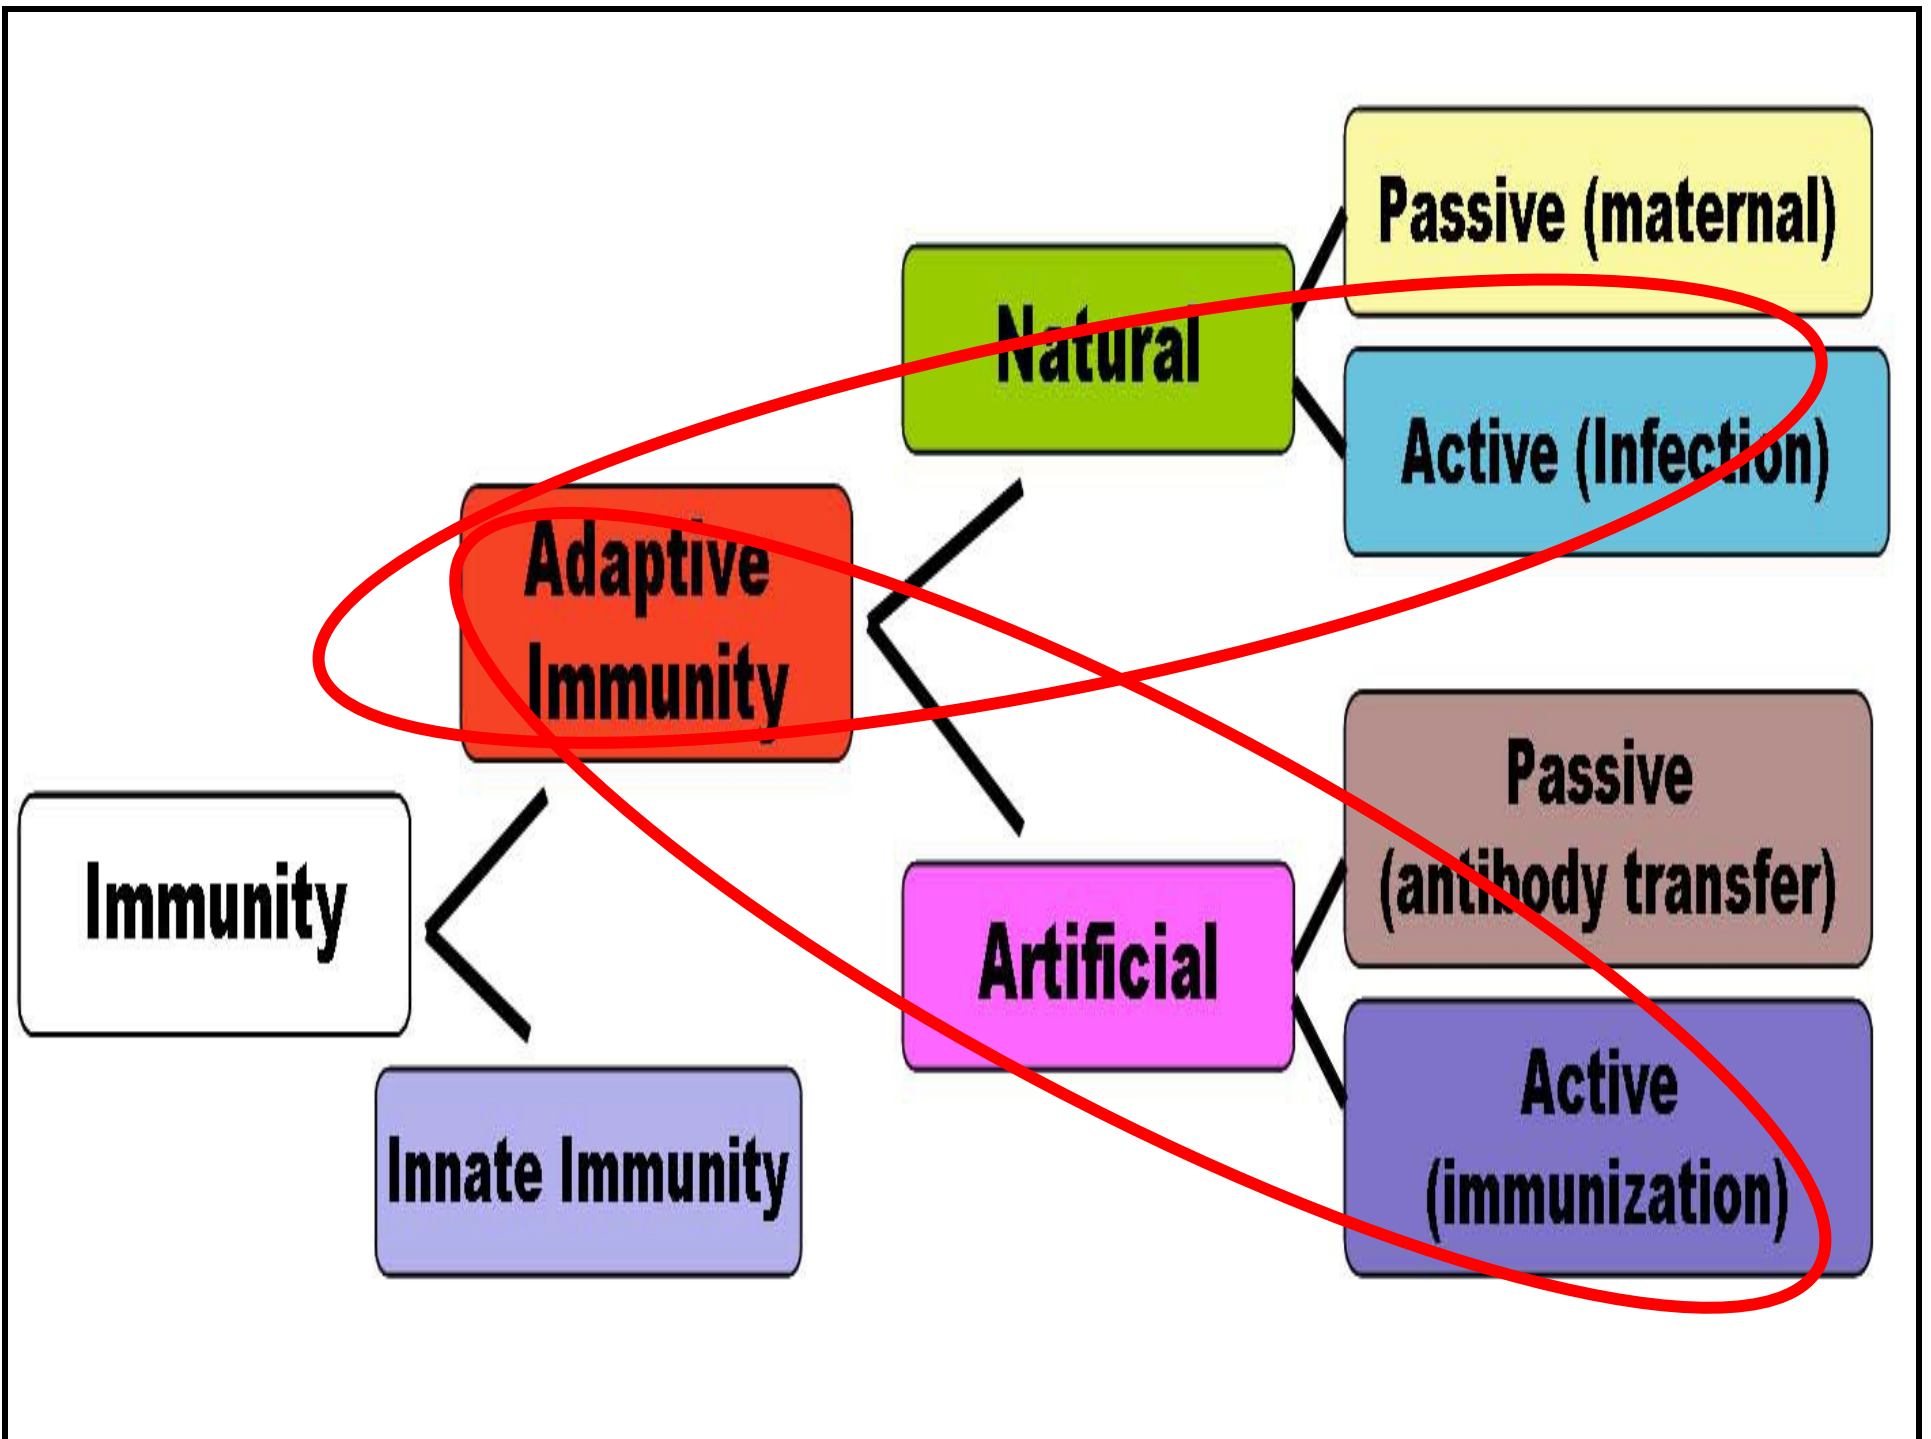 Passive (maternal)
Natural
Active (Infection)
Adaptive
Immunity
Passive
(antibody transfer)
Immunity
Artificial
Active
(immunization)
Innate Immunity